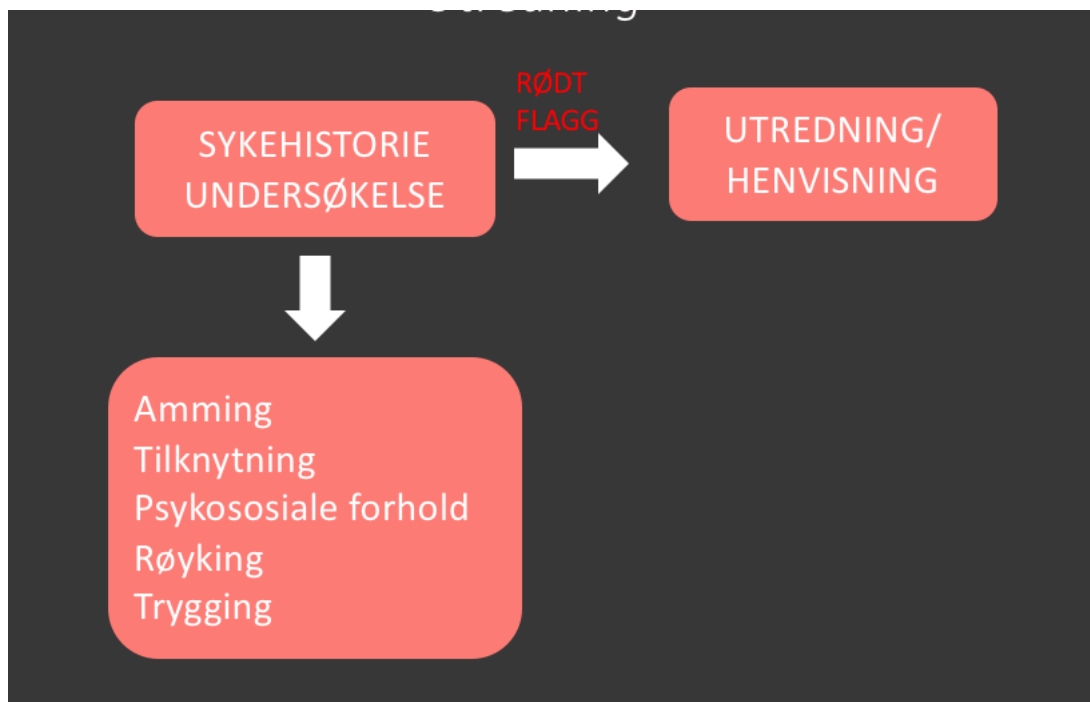 SYKEHISTORIE
UNDERSØKELSE
RØDT
FLAGG
UTREDNING/
HENVISNING
Amming
Tilknytning
Psykososiale forhold
Røyking
Trygging